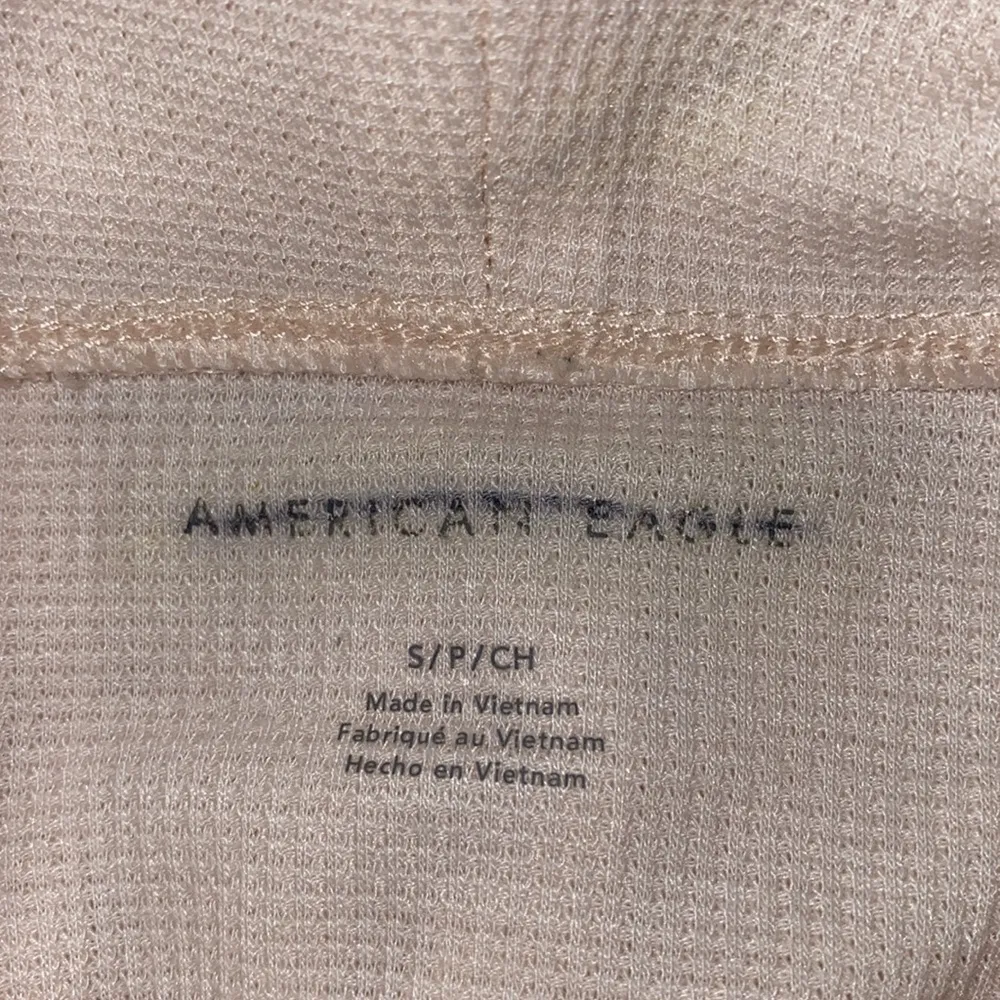 AMERICAN EAGLE
S/P/CH
Made in Vietnam
Fabriqué au Vietnam
Hecho en Vietnam